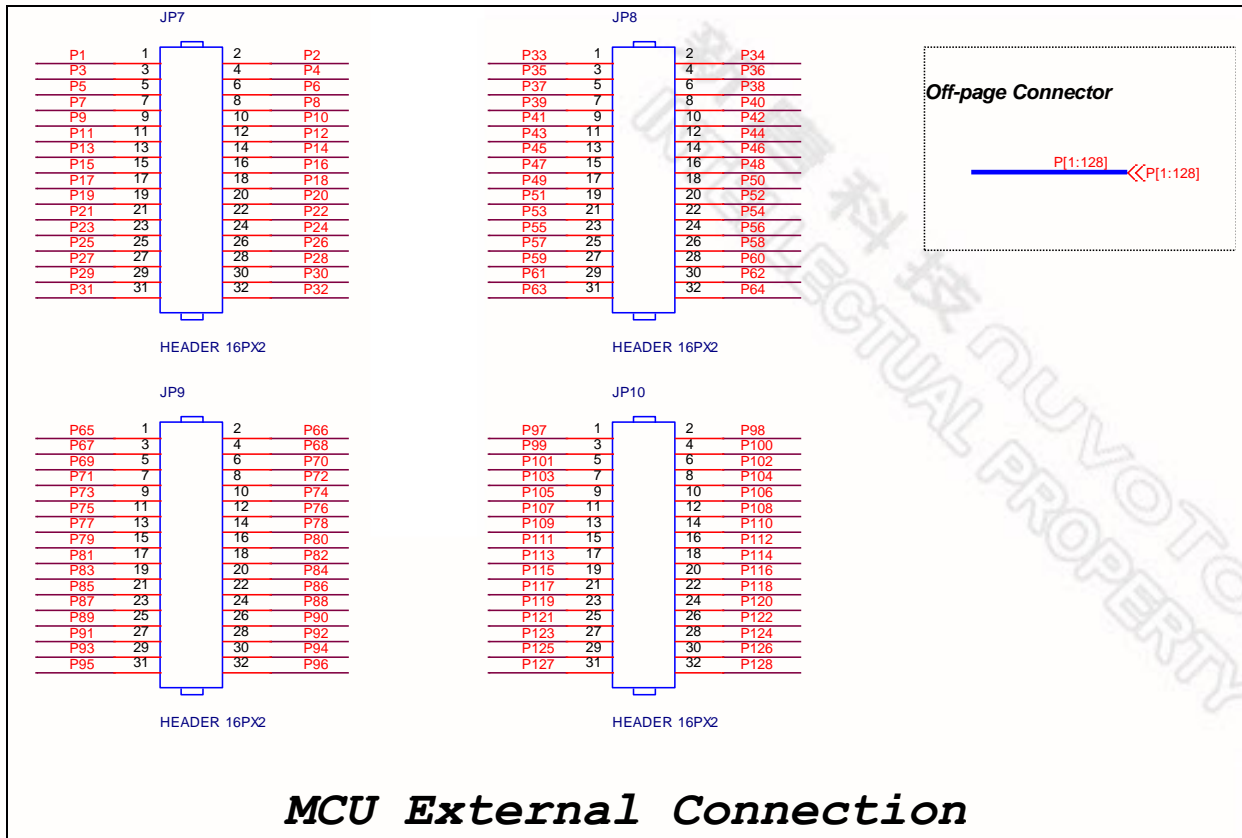 JP7
P1 1 2 P2
P3 3 4 P4
P5 5 6 P6
P7 7 8 P8
P9 9 10 P10
P11 11 12 P12
P13 13 14 P14
P15 15 16 P16
P17 17 18 P18
P19 19 20 P20
P21 21 22 P22
P23 23 24 P24
P25 25 26 P26
P27 27 28 P28
P29 29 30 P30
P31 31 32 P32
HEADER 16PX2
JP8
P33 1 2 P34
P35 3 4 P36
P37 5 6 P38
P39 7 8 P40
P41 9 10 P42
P43 11 12 P44
P45 13 14 P46
P47 15 16 P48
P49 17 18 P50
P51 19 20 P52
P53 21 22 P54
P55 23 24 P56
P57 25 26 P58
P59 27 28 P60
P61 29 30 P62
P63 31 32 P64
HEADER 16PX2
Off-page Connector
P[1:128] P[1:128]
JP9
P65 1 2 P66
P67 3 4 P68
P69 5 6 P70
P71 7 8 P72
P73 9 10 P74
P75 11 12 P76
P77 13 14 P78
P79 15 16 P80
P81 17 18 P82
P83 19 20 P84
P85 21 22 P86
P87 23 24 P88
P89 25 26 P90
P91 27 28 P92
P93 29 30 P94
P95 31 32 P96
HEADER 16PX2
JP10
P97 1 2 P98
P99 3 4 P100
P101 5 6 P102
P103 7 8 P104
P105 9 10 P106
P107 11 12 P108
P109 13 14 P110
P111 15 16 P112
P113 17 18 P114
P115 19 20 P116
P117 21 22 P118
P119 23 24 P120
P121 25 26 P122
P123 27 28 P124
P125 29 30 P126
P127 31 32 P128
HEADER 16PX2
新唐科技 nuvoTo
INTELLECTUAL PROPERTY
MCU External Connection